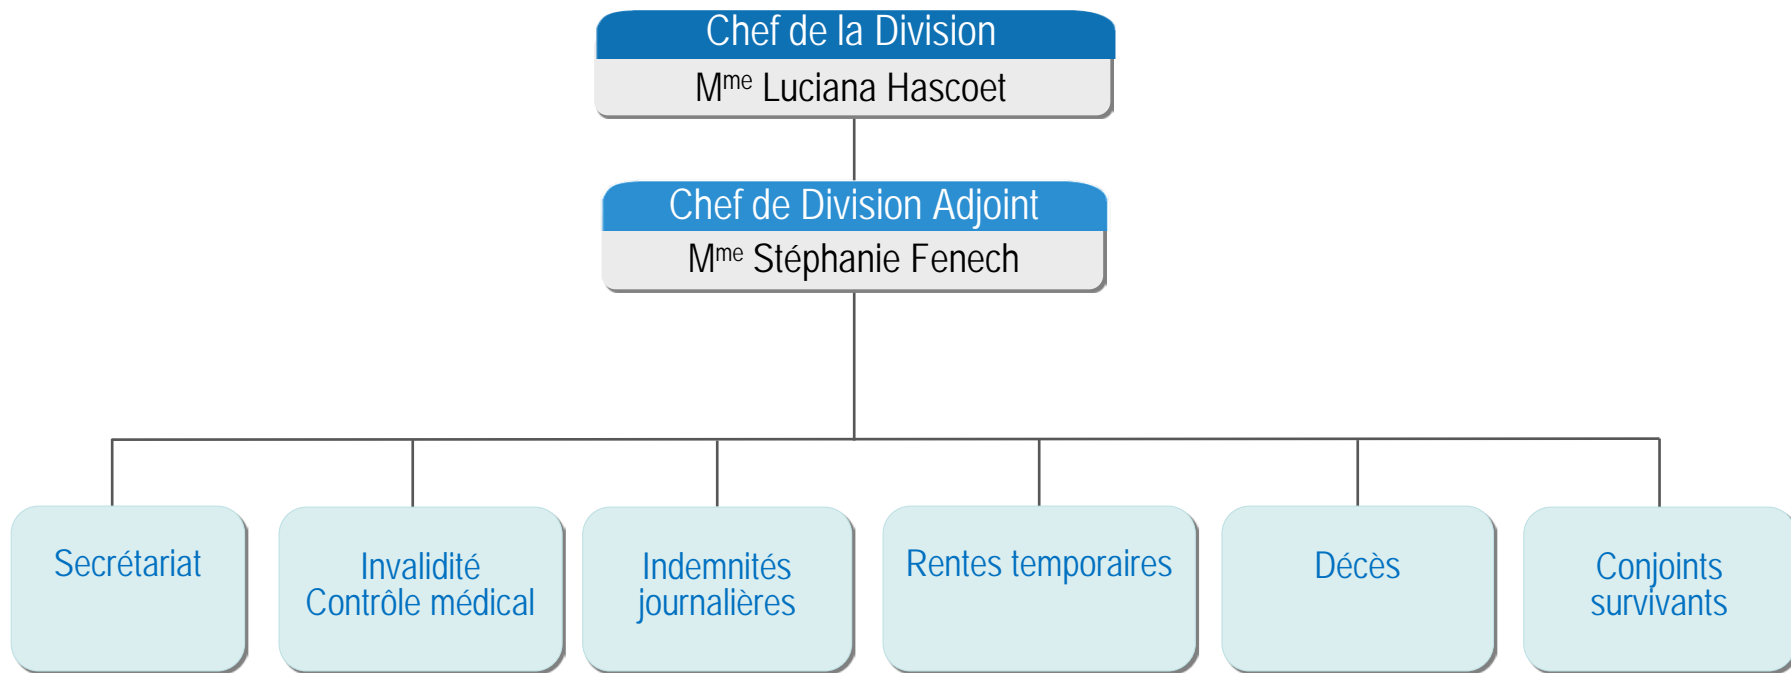 Chef de la Division
Mme Luciana Hascoet
Chef de Division Adjoint
Mme Stéphanie Fenech
Secrétariat
Invalidité
Contrôle médical
Indemnités
journalières
Rentes temporaires
Décès
Conjoints
survivants